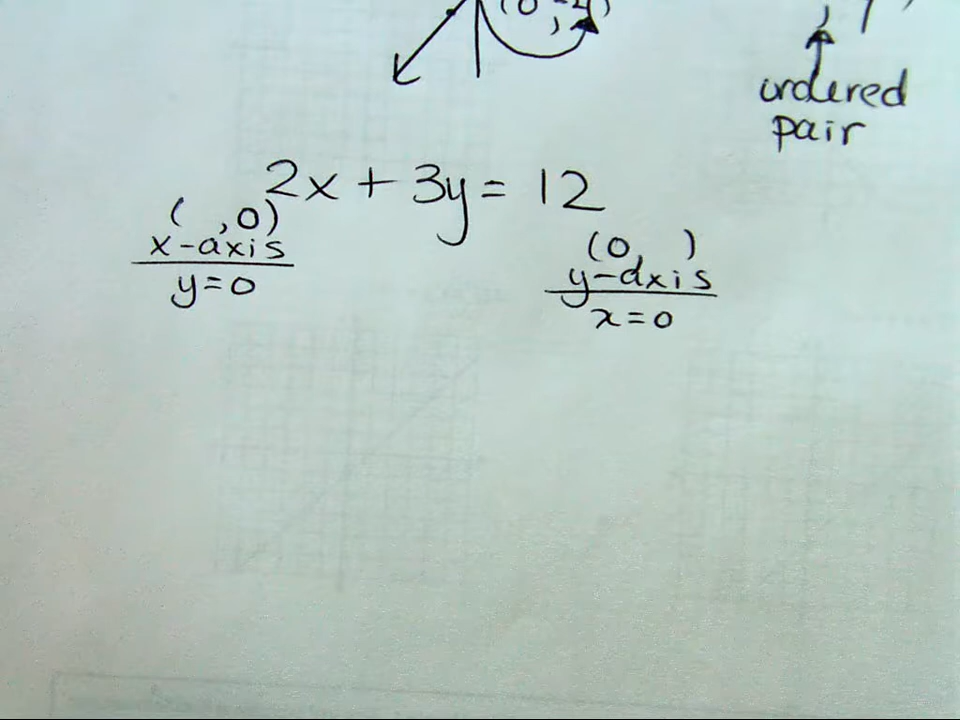 ordered
pair
2x + 3y = 12
( ,0)
x-axis
y=0
(0, )
y-axis
x=0